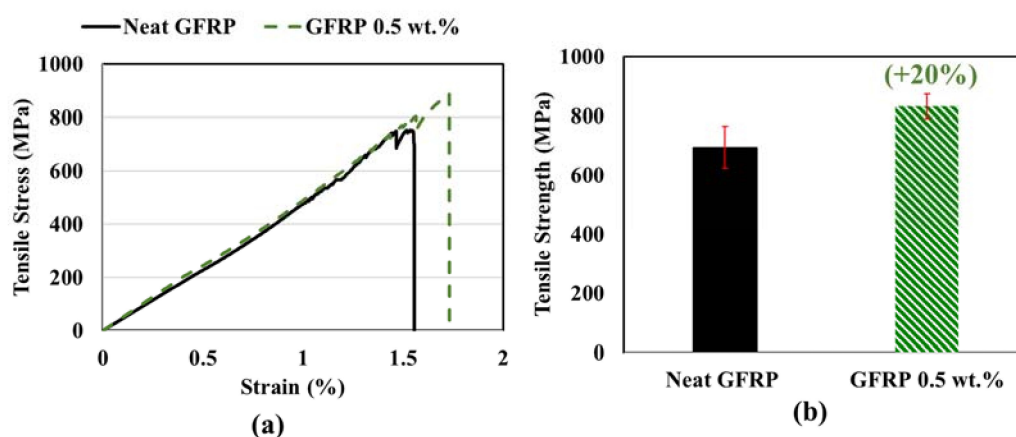 Neat GFRP GFRP 0.5 wt.%
Tensile Stress (MPa)
1000
800
600
400
200
0
0 0.5 1 1.5 2
Strain (%)
(a)
Tensile Strength (MPa)
1000
800
600
400
200
0
(+20%)
Neat GFRP GFRP 0.5 wt.%
(b)